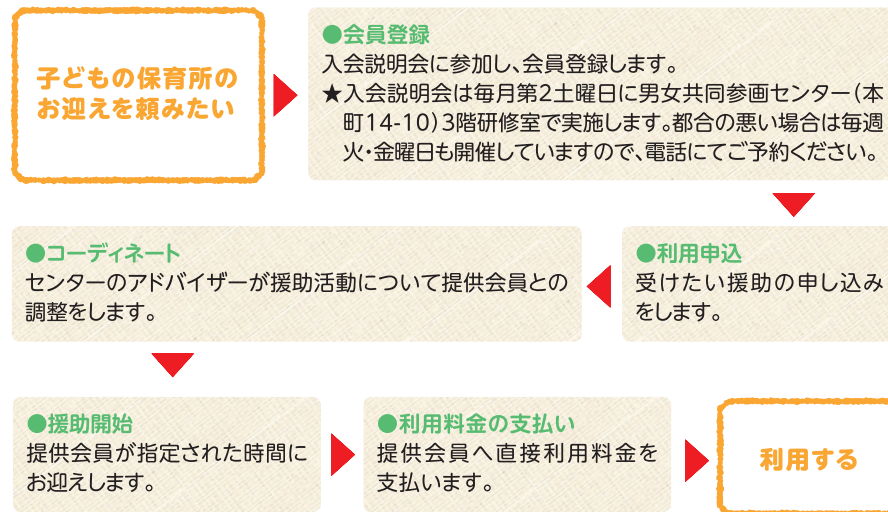 子どもの保育所の
お迎えを頼みたい
●会員登録
入会説明会に参加し、会員登録します。
★入会説明会は毎月第2土曜日に男女共同参画センター(本
町14-10)3階研修室で実施します。都合の悪い場合は毎週
火・金曜日も開催していますので、電話にてご予約ください。
●利用申込
受けたい援助の申し込み
をします。
●コーディネート
センターのアドバイザーが援助活動について提供会員との
調整をします。
●援助開始
提供会員が指定された時間に
お迎えします。
●利用料金の支払い
提供会員へ直接利用料金を
支払います。
利用する